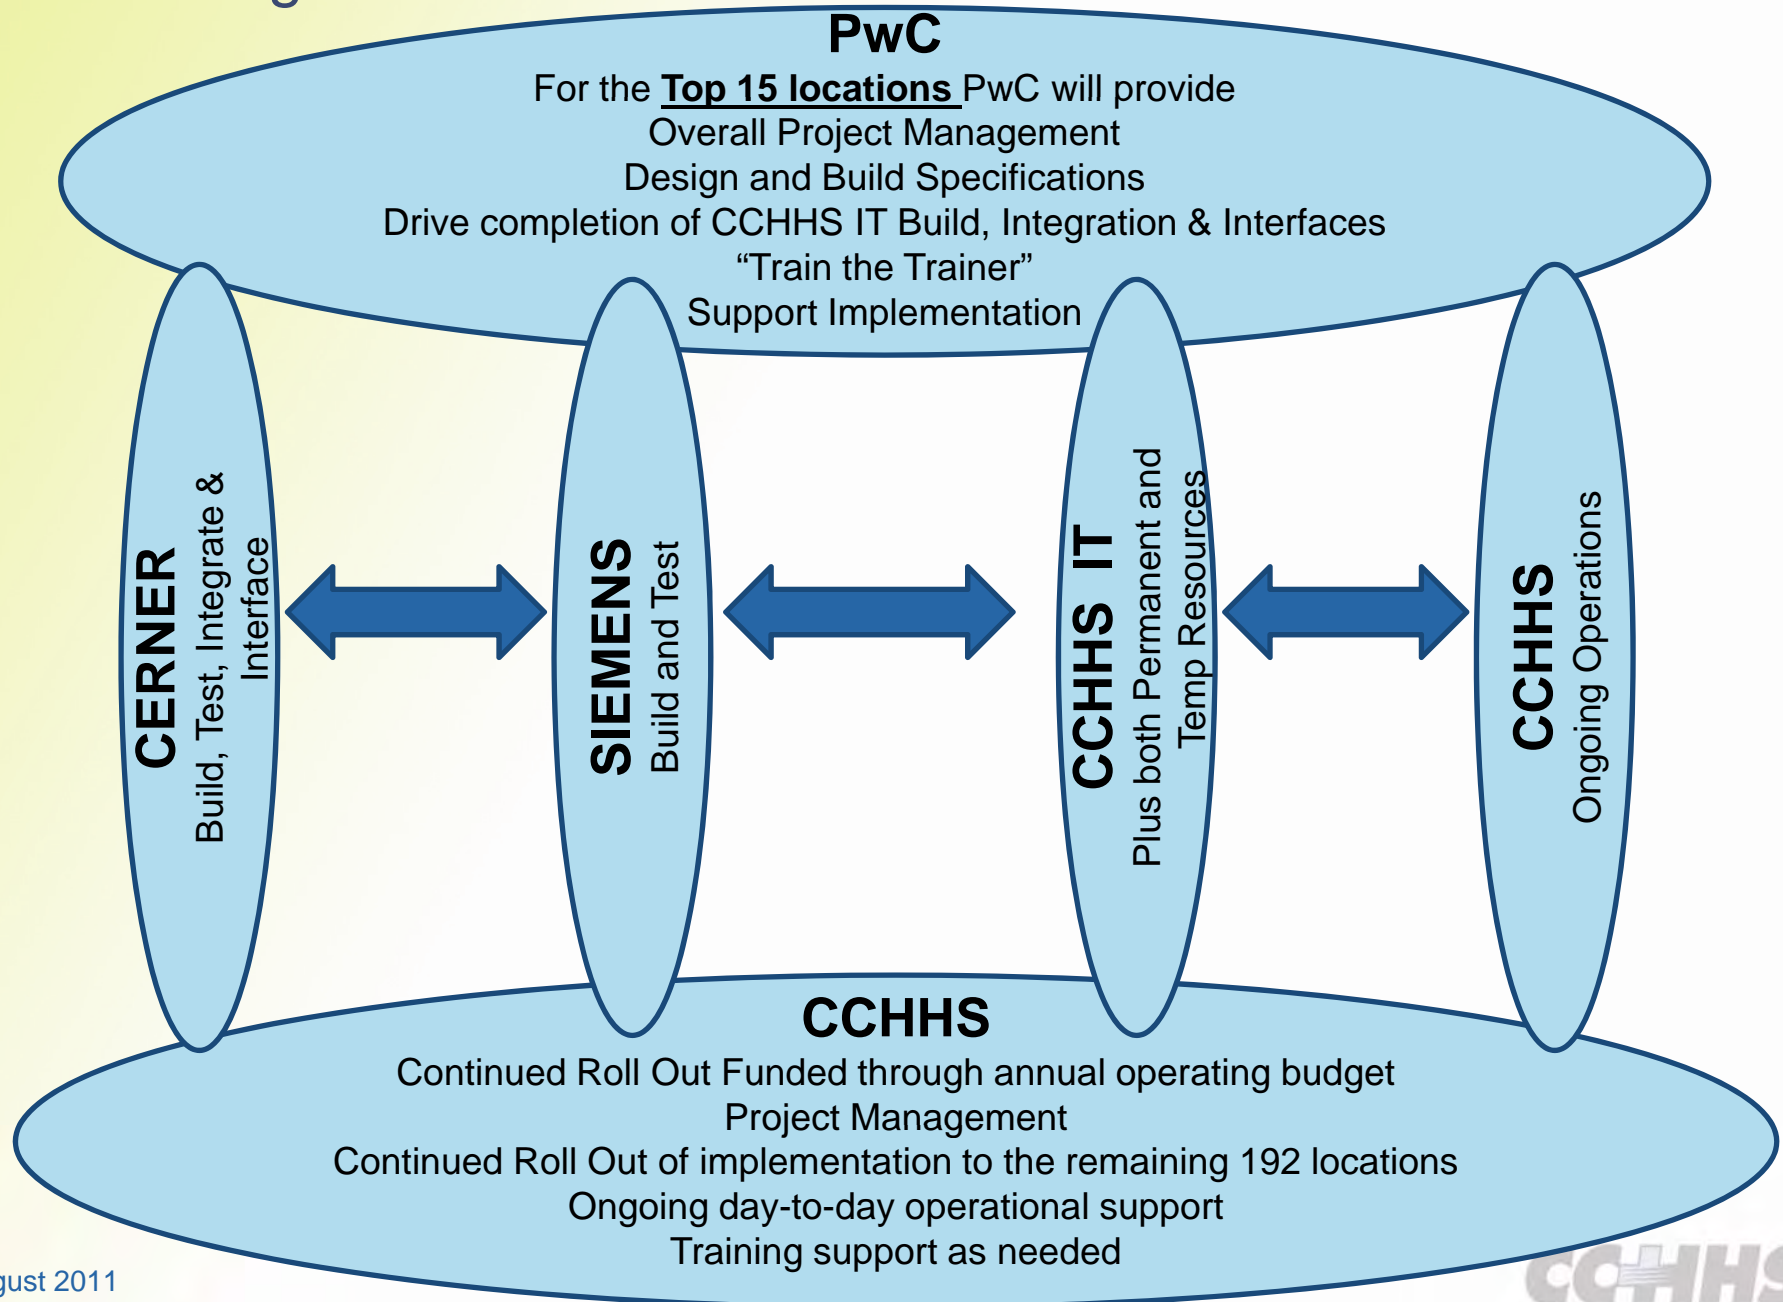 PwC
For the Top 15 locations PwC will provide
Overall Project Management
Design and Build Specifications
Drive completion of CCHHS IT Build, Integration & Interfaces
“Train the Trainer”
Support Implementation
CERNER
Build, Test, Integrate &
Interface
SIEMENS
Build and Test
CCHHS IT
Plus both Permanent and
Temp Resources
CCHHS
Ongoing Operations
CCHHS
Continued Roll Out Funded through annual operating budget
Project Management
Continued Roll Out of implementation to the remaining 192 locations
Ongoing day-to-day operational support
Training support as needed
gust 2011
CCHHS